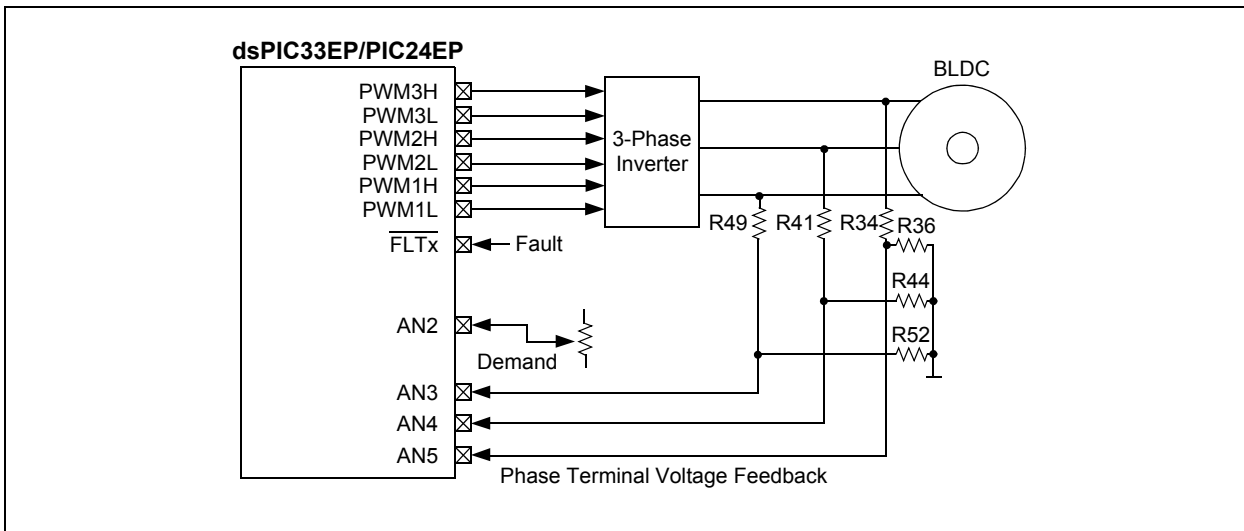 dsPIC33EP/PIC24EP
BLDC
PWM3H
PWM3L
PWM2H
PWM2L
PWM1H
PWM1L
3-Phase
Inverter
FLTx
Fault
R49
R41
R34
R36
R44
R52
AN2
Demand
AN3
AN4
AN5
Phase Terminal Voltage Feedback